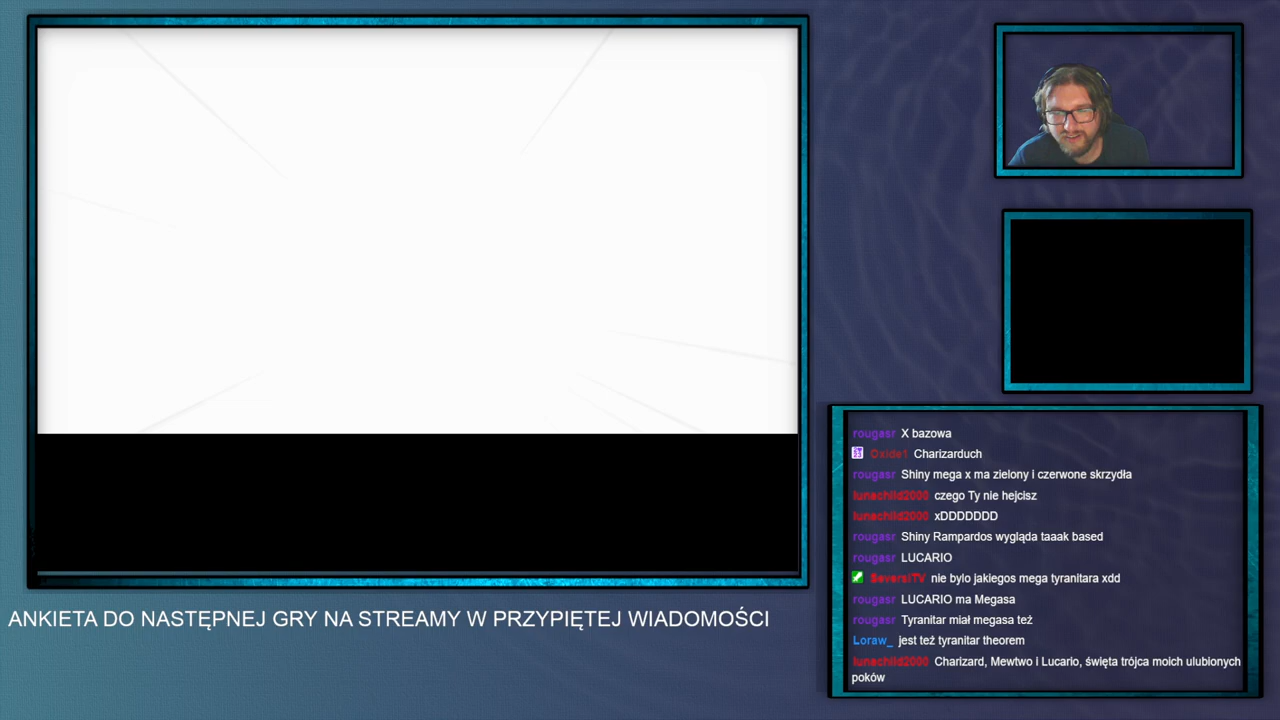 rougasr X bazowa
Oxide1 Charizarduch
rougasr Shiny mega x ma zielony i czerwone skrzydła
lunachild2000 czego Ty nie hejcisz
lunachild2000 xDDDDDDD
rougasr Shiny Rampardos wygląda taaak based
rougasr LUCARIO
nie bylo jakiegos mega tyranitara xdd
rougasr LUCARIO ma Megasa
rougasr Tyranitar miał megasa też
Loraw_ jest też tyranitar theorem
lunachild2000 Charizard, Mewtwo i Lucario, święta trójca moich ulubionych
poków
ANKIETA DO NASTĘPNEJ GRY NA STREAMY W PRZYPIĘTEJ WIADOMOŚCI